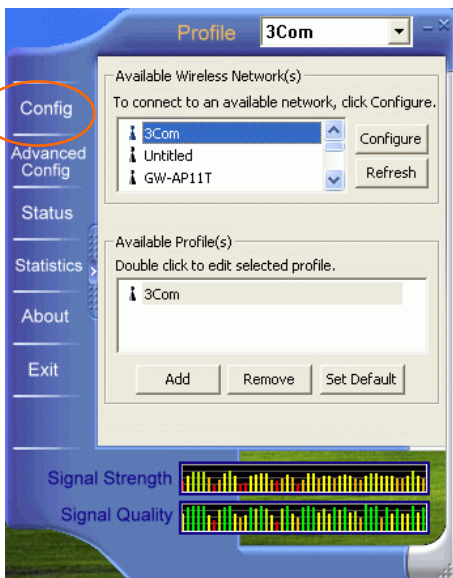 Profile 3Com
Config
Advanced
Config
Status
Statistics
About
Exit
Available Wireless Network(s)
To connect to an available network, click Configure.
3Com
Untitled
GW-AP11T
Configure
Refresh
Available Profile(s)
Double click to edit selected profile.
3Com
Add Remove Set Default
Signal Strength
Signal Quality